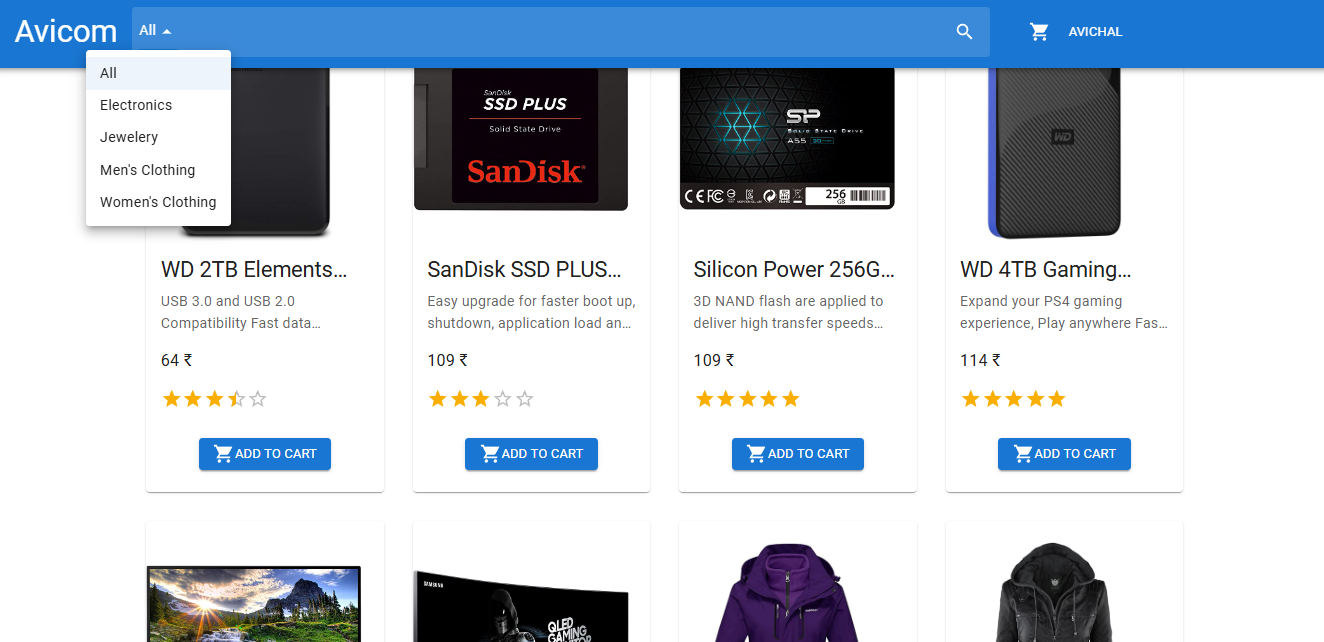 Avicom
All
AVICHAL
All
Electronics
Jewelery
Men's Clothing
Women's Clothing
SanDisk
SSD PLUS
Solid State Drive
SanDisk
SP
SOLID STATE DRIVE
A55
256
GB
WD
WD 2TB Elements...
USB 3.0 and USB 2.0
Compatibility Fast data...
64 ₹
ADD TO CART
SanDisk SSD PLUS...
Easy upgrade for faster boot up,
shutdown, application load an...
109 ₹
ADD TO CART
Silicon Power 256G...
3D NAND flash are applied to
deliver high transfer speeds...
109 ₹
ADD TO CART
WD 4TB Gaming...
Expand your PS4 gaming
experience, Play anywhere Fas...
114 ₹
ADD TO CART
SAMSUNG
QLED
GAMING